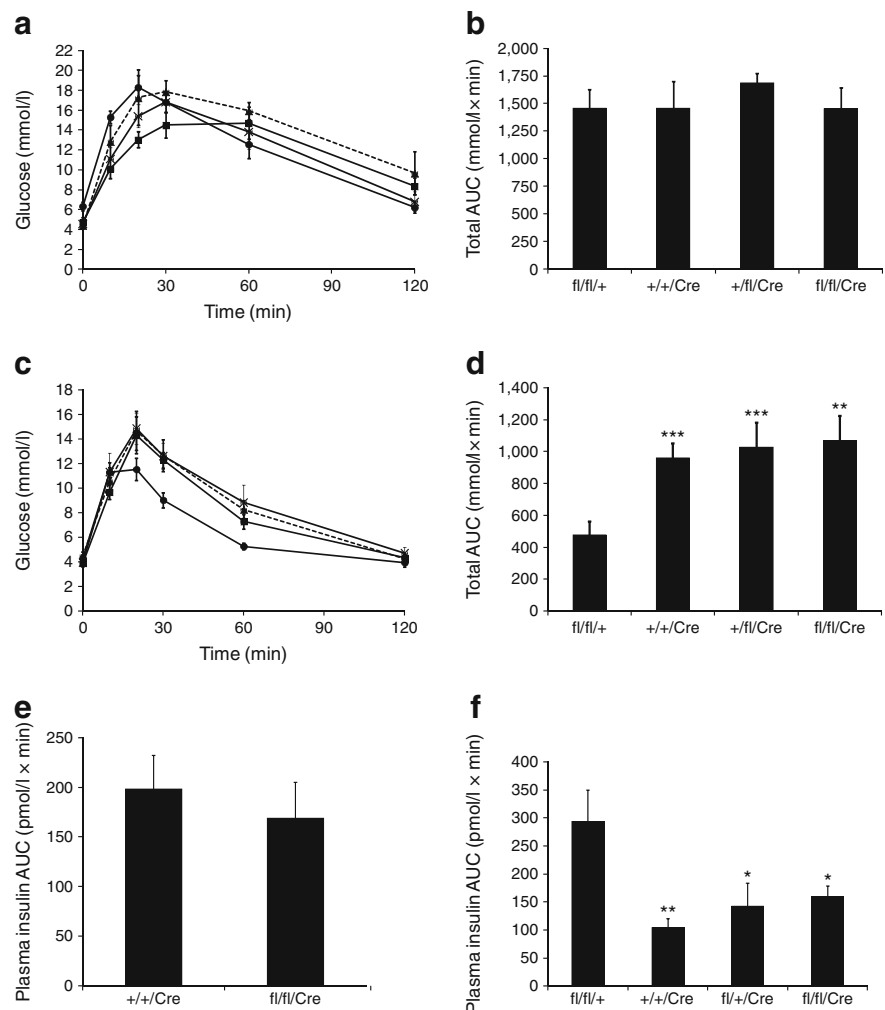 a
22
20
18
16
14
12
10
8
6
4
2
0
Glucose (mmol/l)
0 30 60 90 120
Time (min)
b
2,000
1,750
1,500
1,250
1,000
750
500
250
0
Total AUC (mmol/l × min)
fl/fl/+ +/+/Cre +/fl/Cre fl/fl/Cre
c
18
16
14
12
10
8
6
4
2
0
Glucose (mmol/l)
0 30 60 90 120
Time (min)
d
1,400
1,200
1,000
800
600
400
200
0
Total AUC (mmol/l × min)
*** *** **
fl/fl/+ +/+/Cre +/fl/Cre fl/fl/Cre
e
250
200
150
100
50
0
Plasma insulin AUC (pmol/l × min)
+/+/Cre fl/fl/Cre
f
400
350
300
250
200
150
100
50
0
Plasma insulin AUC (pmol/l × min)
** * *
fl/fl/+ +/+/Cre fl/+/Cre fl/fl/Cre